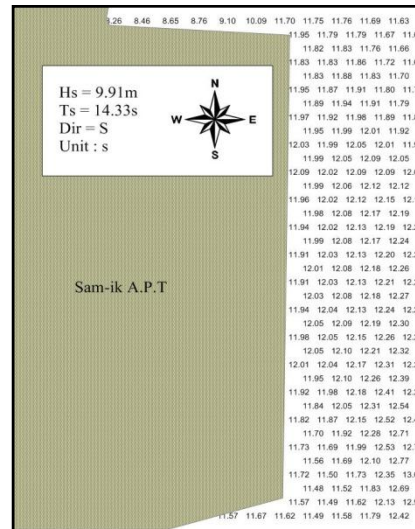 8.26 8.46 8.65 8.76 9.10 10.09 11.70 11.75 11.76 11.69 11.63
11.95 11.79 11.79 11.67
11.82 11.83 11.76 11.66
11.83 11.83 11.86 11.72
11.83 11.88 11.83 11.70
Hs = 9.91m
Ts = 14.33s
Dir = S
Unit : s
N
W E
S
11.95 11.87 11.91 11.80
11.89 11.94 11.91 11.79
11.97 11.92 11.98 11.89
11.95 11.99 12.01 11.92
12.03 11.99 12.05 12.01
11.99 12.05 12.09 12.05
12.09 12.02 12.09 12.09
11.99 12.06 12.12 12.12
11.96 12.02 12.12 12.15
11.98 12.08 12.17 12.19
11.94 12.02 12.13 12.19
11.99 12.08 12.17 12.24
11.91 12.03 12.13 12.20
Sam-ik A.P.T
12.01 12.08 12.18 12.26
11.91 12.03 12.13 12.21
12.03 12.08 12.18 12.27
11.94 12.04 12.13 12.24
12.05 12.09 12.19 12.30
11.98 12.05 12.15 12.26
12.05 12.10 12.21 12.32
12.01 12.04 12.17 12.31
11.95 12.10 12.26 12.39
11.92 11.98 12.18 12.41
11.84 12.05 12.31 12.54
11.82 11.87 12.15 12.52
11.70 11.92 12.28 12.71
11.73 11.69 11.99 12.53
11.56 11.69 12.10 12.77
11.72 11.50 11.73 12.35
11.48 11.52 11.83 12.69
11.57 11.49 11.62 12.13
11.57 11.67 11.62 11.49 11.58 11.79 12.42